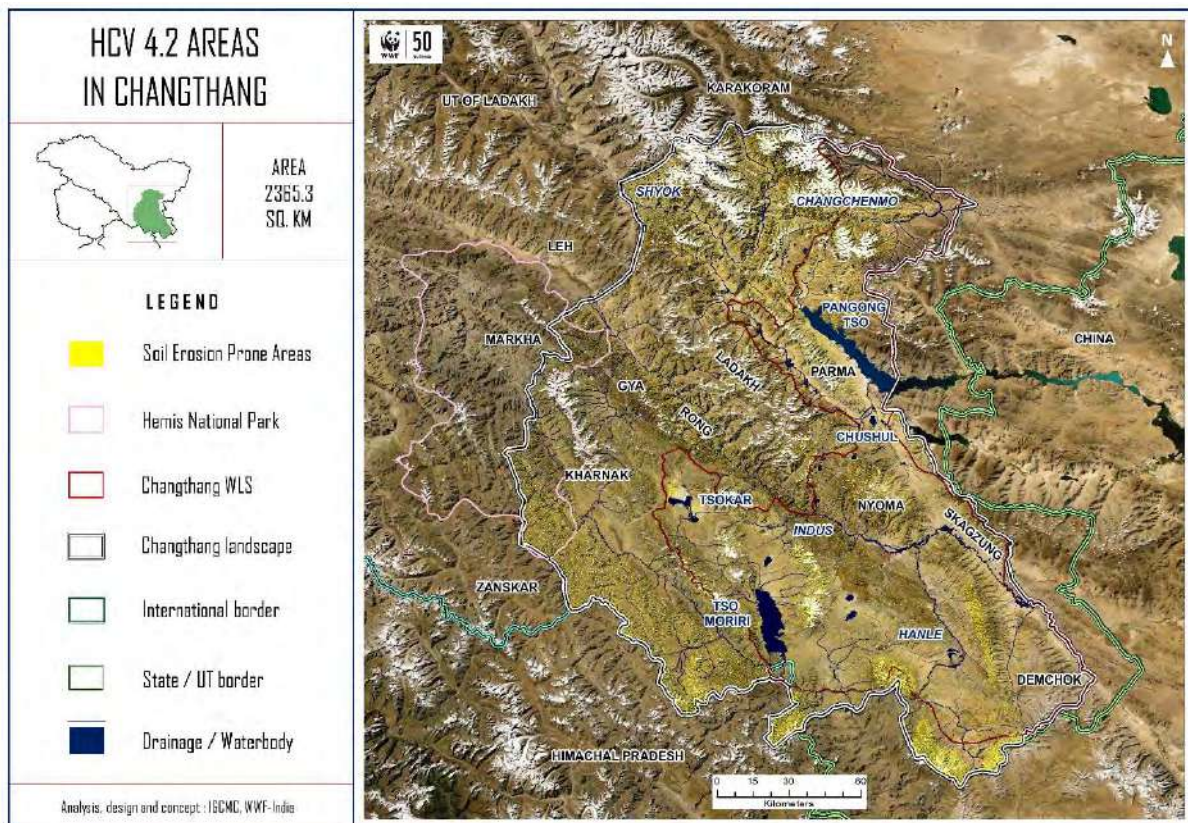 HCV 4.2 AREAS
IN CHANGTHANG
AREA
2365.3
SQ. KM
LEGEND
Soil Erosion Prone Areas
Hemis National Park
Changthang WLS
Changthang landscape
International border
State / UT border
Drainage / Waterbody
Analysis, design and concept : IGCMC, WWF-India
WWF
50
N
KARAKORAM
UT OF LADAKH
SHYOK
CHANGCHENMO
LEH
PANGONG
TSO
CHINA
MARKHA
LADAKH
PARMA
GYA
RONG
CHUSHUL
KHARNAK
TSOKAR
NYOMA
INDUS
SKAGZUNG
ZANSKAR
TSO
MORIRI
HANLE
DEMCHOK
HIMACHAL PRADESH
0 15 30 60
Kilometers